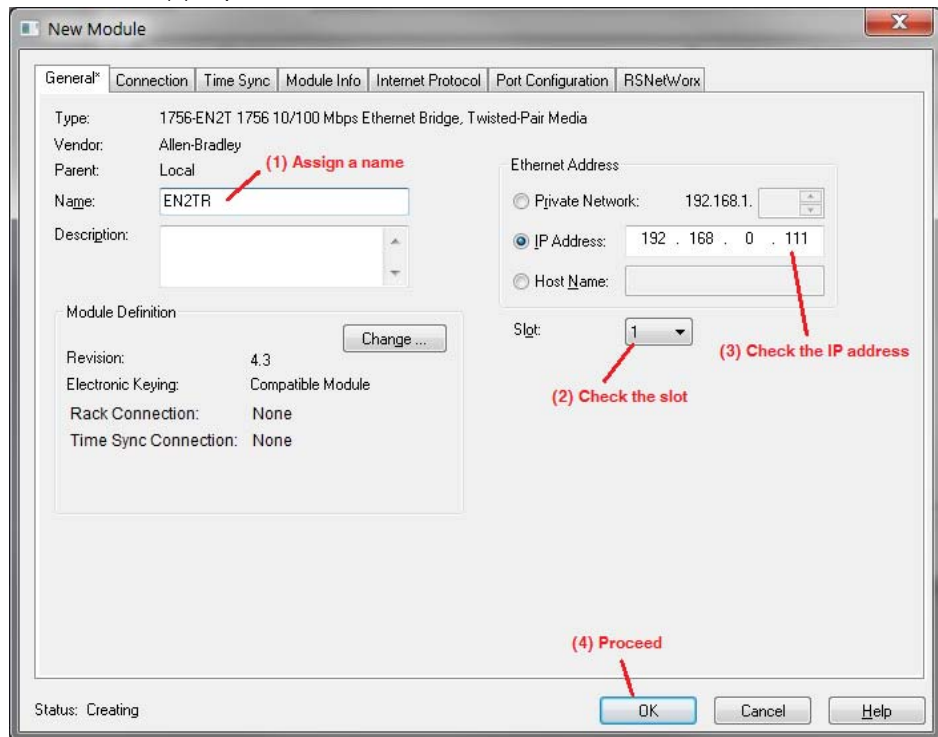 New Module
General* Connection Time Sync Module Info Internet Protocol Port Configuration RSNetWorx
Type: 1756-EN2T 1756 10/100 Mbps Ethernet Bridge, Twisted-Pair Media
Vendor: Allen-Bradley
Parent: Local
(1) Assign a name
Name: EN2TR
Description:
Ethernet Address
Private Network: 192.168.1.
IP Address: 192 . 168 . 0 . 111
Host Name:
Module Definition
Change ...
Revision: 4.3
Electronic Keying: Compatible Module
Rack Connection: None
Time Sync Connection: None
Slot: 1
(3) Check the IP address
(2) Check the slot
(4) Proceed
Status: Creating
OK Cancel Help